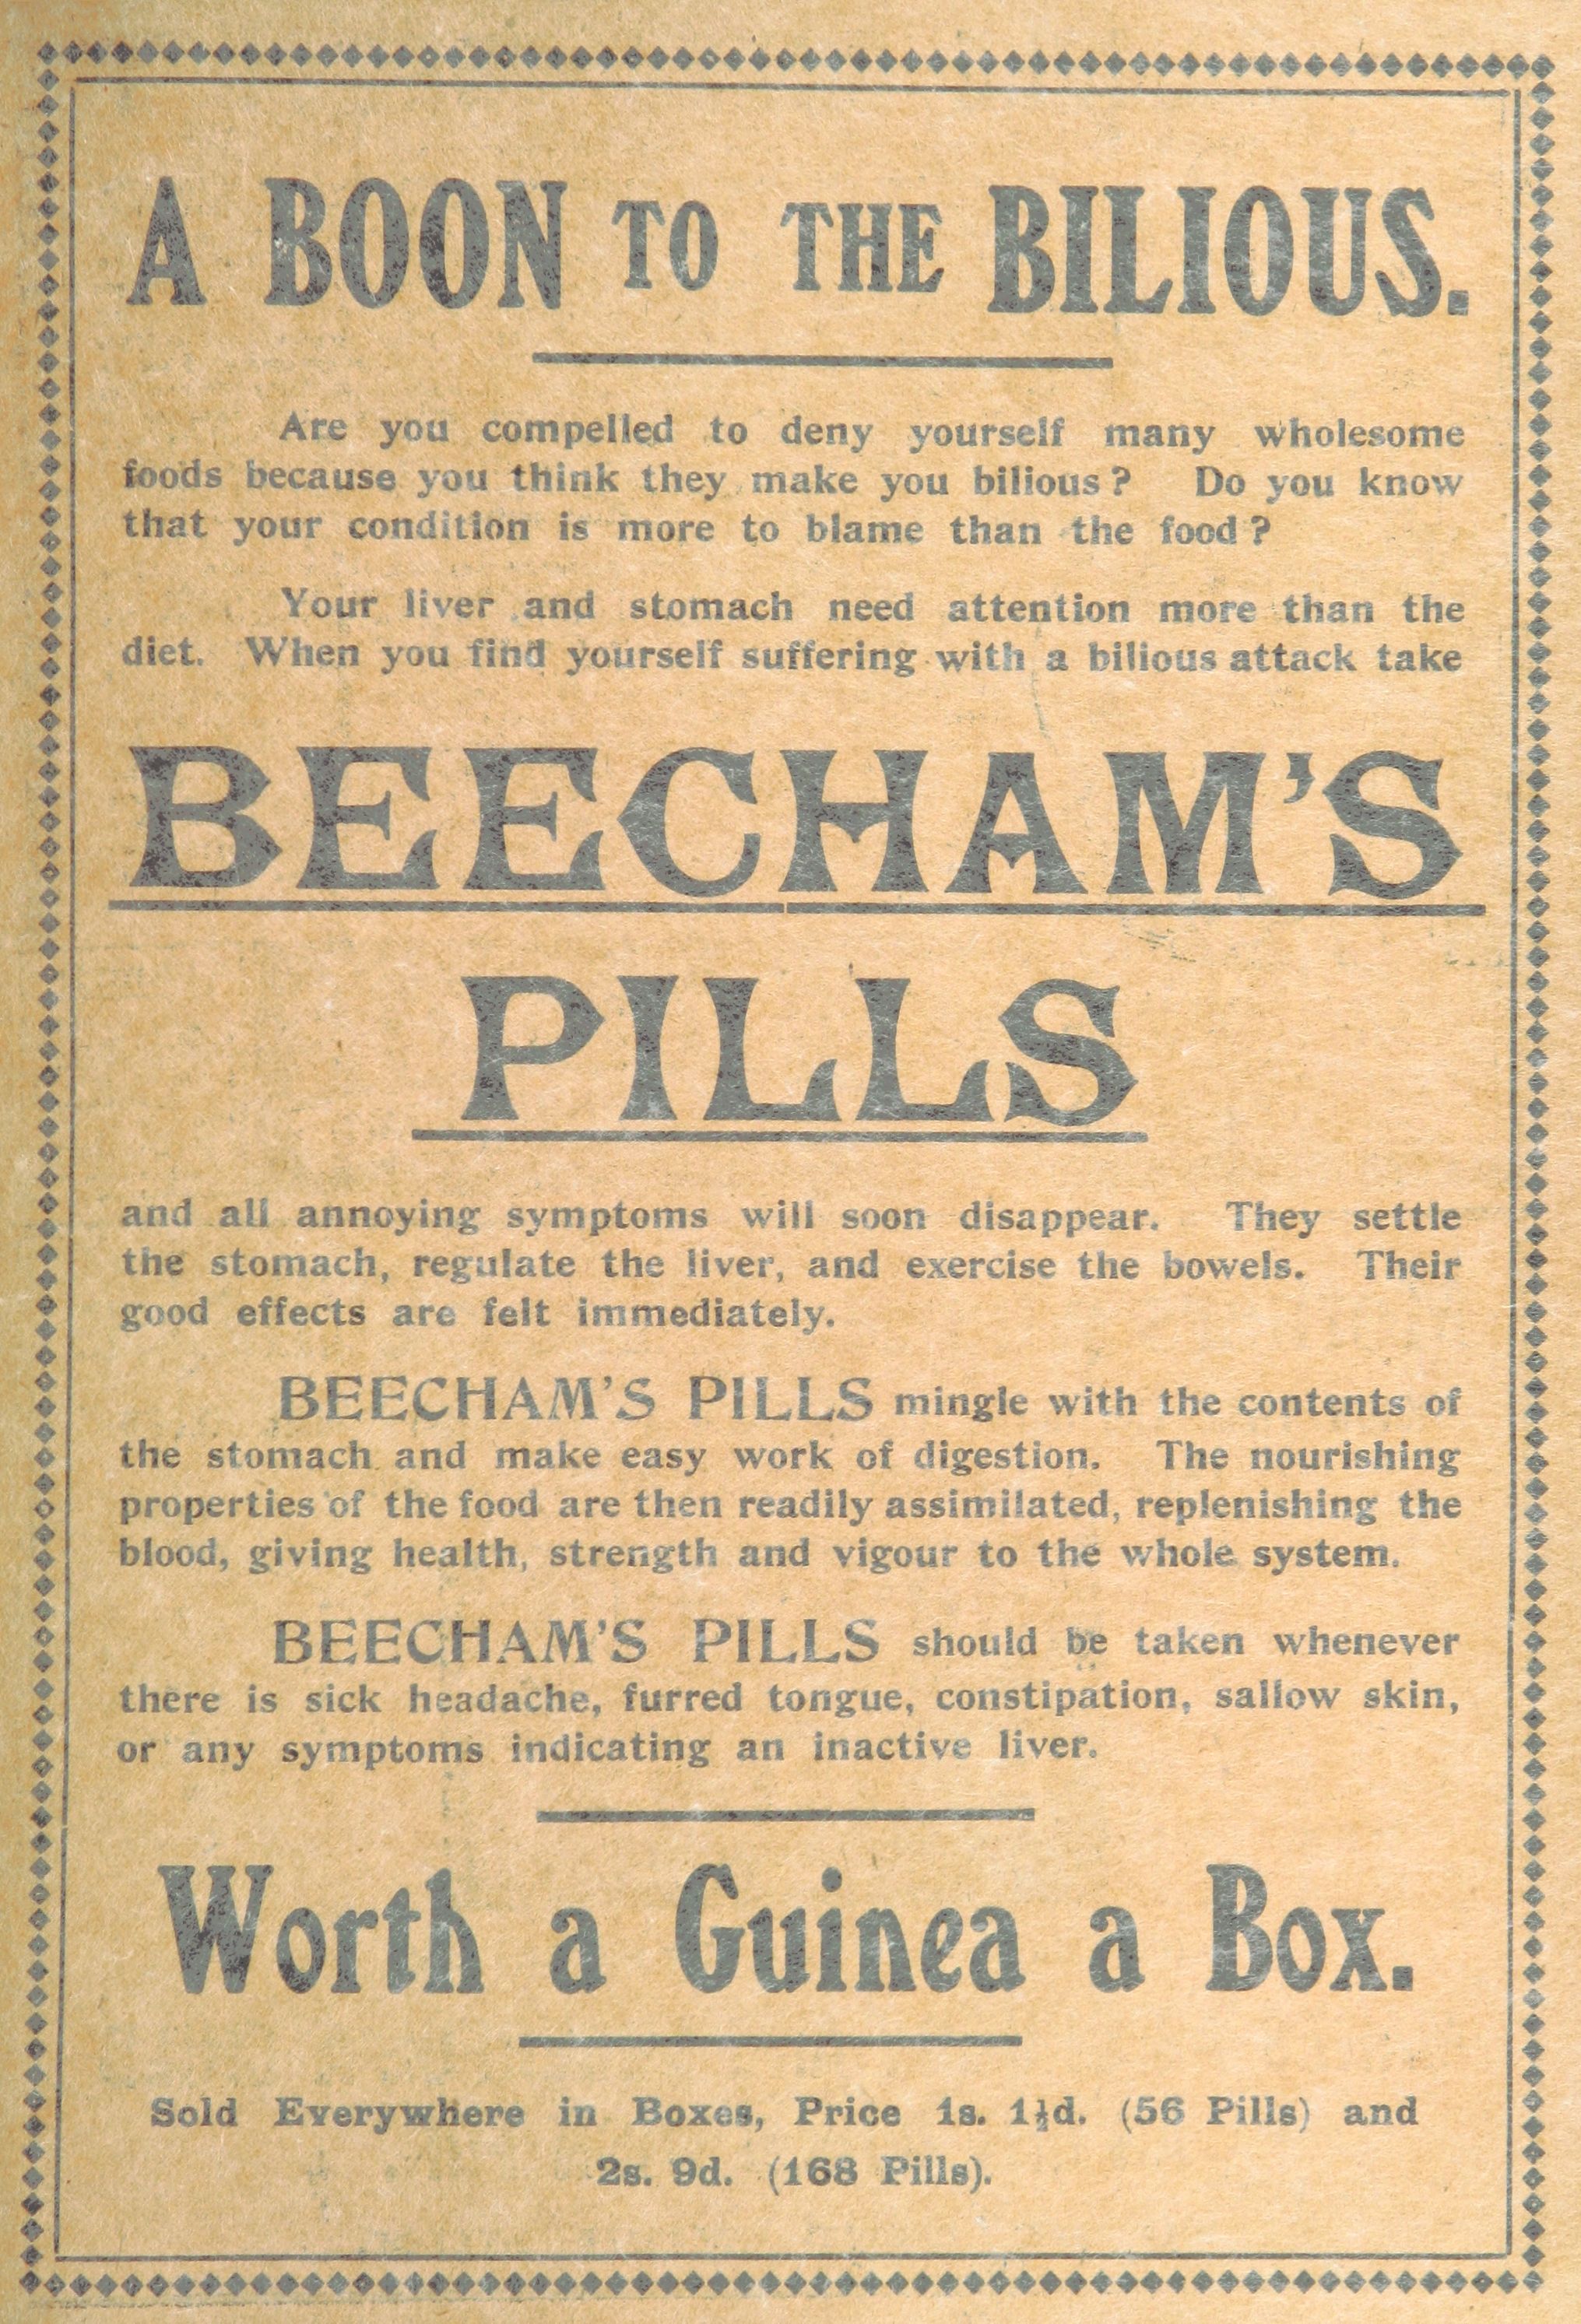 A BOON TO THE BILIOUS.
Are you compelled to deny yourself many wholesome
foods because you think they make you bilious? Do you know
that your condition is more to blame than the food?
Your liver and stomach need attention more than the
diet. When you find yourself suffering with a bilious attack take
BEECHAM'S
PILLS
and all annoying symptoms will soon disappear. They settle
the stomach, regulate the liver, and exercise the bowels. Their
good effects are felt immediately.
BEECHAM'S PILLS mingle with the contents of
the stomach and make easy work of digestion. The nourishing
properties of the food are then readily assimilated, replenishing the
blood, giving health, strength and vigour to the whole system.
BEECHAM'S PILLS should be taken whenever
there is sick headache, furred tongue, constipation, sallow skin,
or any symptoms indicating an inactive liver.
Worth a Guinea a Box.
Sold Everywhere in Boxes, Price 1s. 1½d. (56 Pills) and
2s. 9d. (168 Pills).